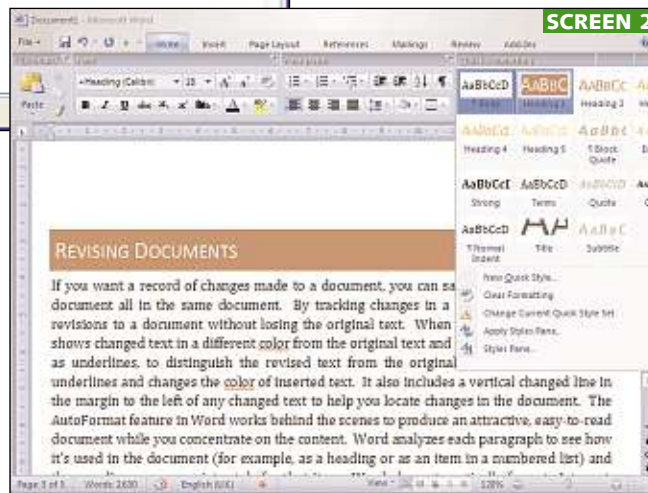 SCREEN 2
Document1 - Microsoft Word
File
Insert Page Layout References Mailings Review Add-Ins
Paste
Heading (Calibri
AaBbCcD AABBC AABBCC
Heading 2
Heading 4 Heading 5 ¶ Block Quote
AaBbCcI AaBbCcD AaBbCcD
Strong Terms Quote
AaBbCcD
¶ Normal Indent Title Subtitle
New Quick Style...
Clear Formatting
Change Current Quick Style Set
Apply Styles Pane...
Styles Pane...
REVISING DOCUMENTS
If you want a record of changes made to a document, you can sa
document all in the same document. By tracking changes in a
revisions to a document without losing the original text. When
shows changed text in a different color from the original text and
as underlines, to distinguish the revised text from the original
underlines and changes the color of inserted text. It also includes a vertical changed line in
the margin to the left of any changed text to help you locate changes in the document. The
AutoFormat feature in Word works behind the scenes to produce an attractive, easy-to-read
document while you concentrate on the content. Word analyzes each paragraph to see how
it's used in the document (for example, as a heading or as an item in a numbered list) and
Page 1 of 5 Words: 2630 English (UK) View 120%